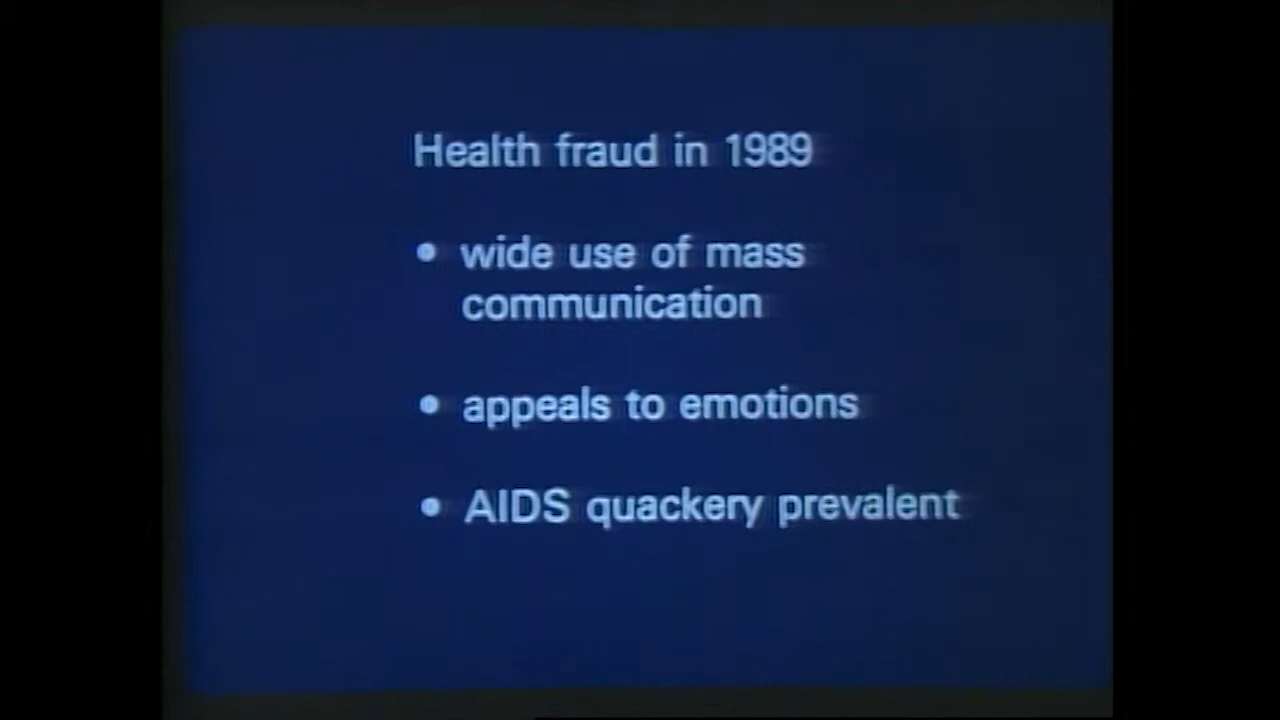 Health fraud in 1989
• wide use of mass
communication
• appeals to emotions
• AIDS quackery prevalent